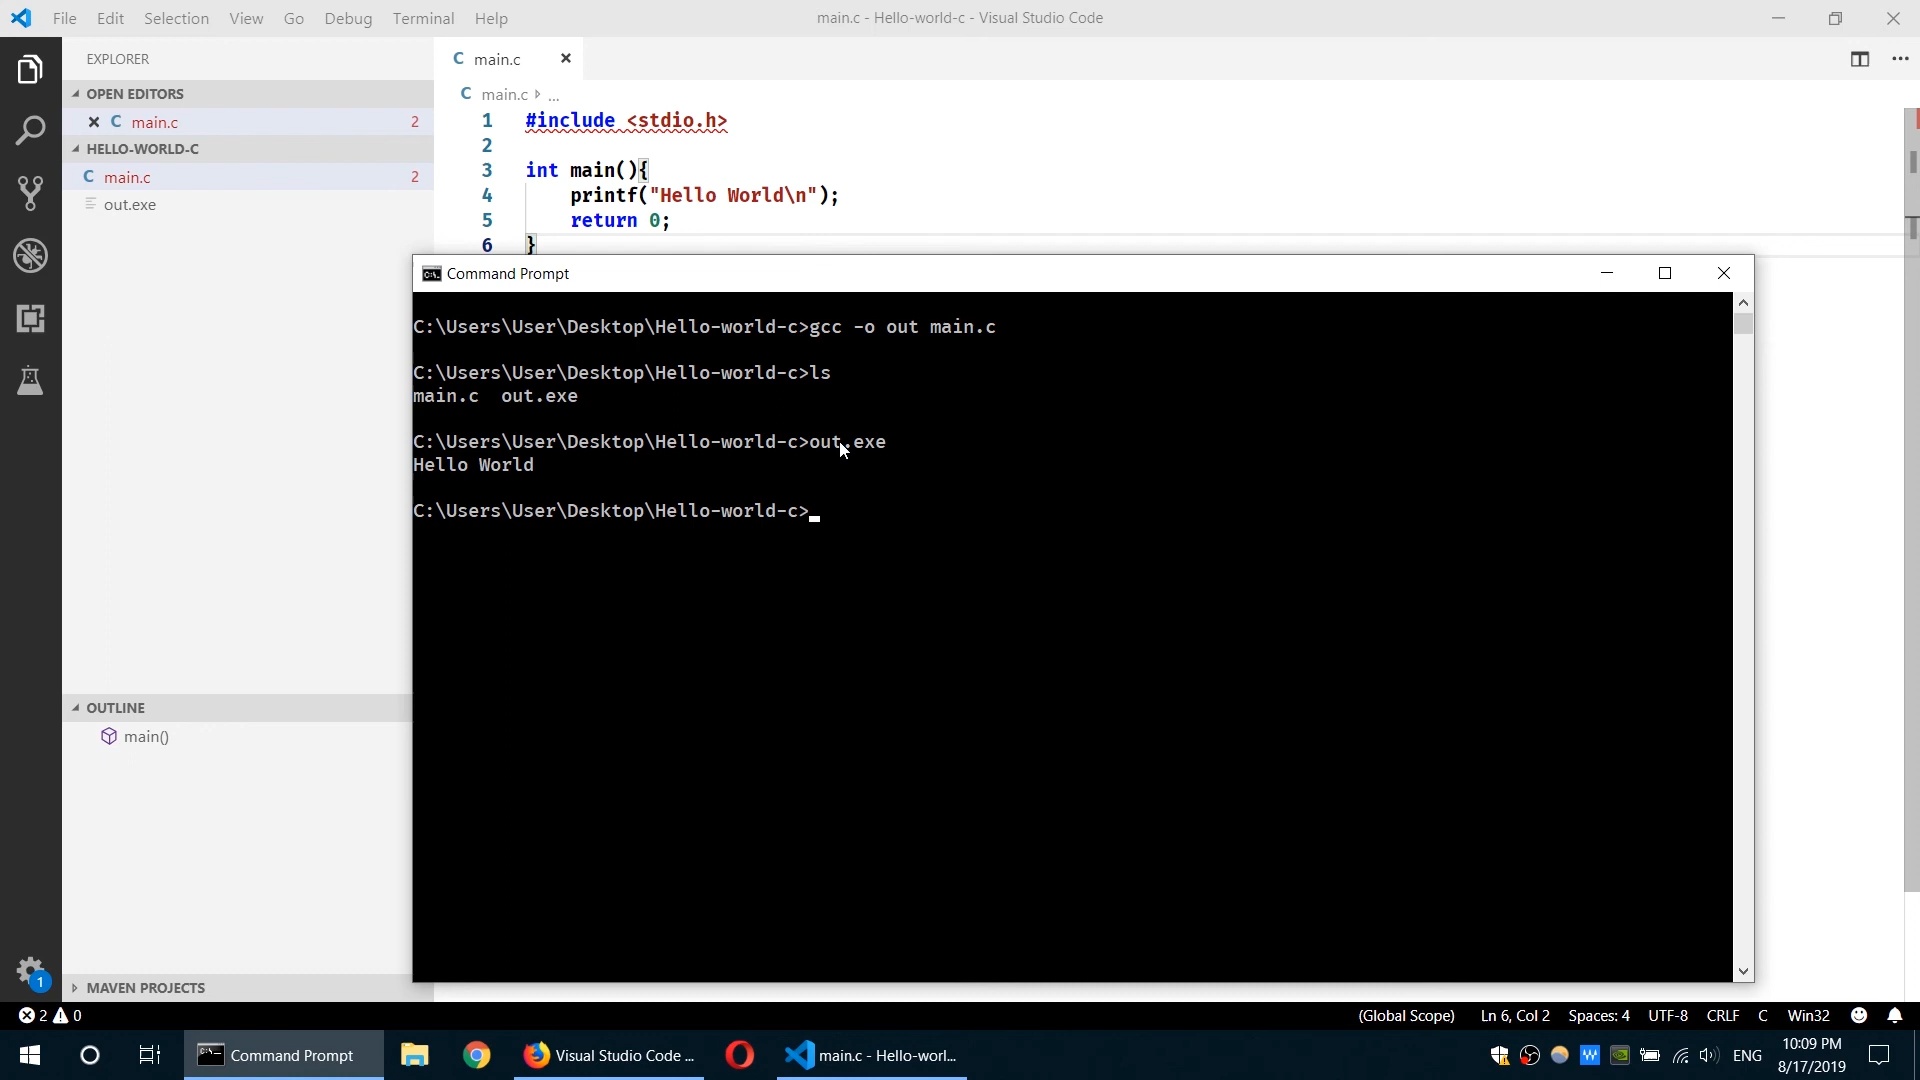 File Edit Selection View Go Debug Terminal Help
main.c - Hello-world-c - Visual Studio Code
EXPLORER
C main.c
OPEN EDITORS
C main.c 2
HELLO-WORLD-C
C main.c 2
out.exe
C main.c ...
1 #include <stdio.h>
2
3 int main(){
4 printf("Hello World\n");
5 return 0;
6 }
Command Prompt
C:\Users\User\Desktop\Hello-world-c>gcc -o out main.c
C:\Users\User\Desktop\Hello-world-c>ls
main.c out.exe
C:\Users\User\Desktop\Hello-world-c>out.exe
Hello World
C:\Users\User\Desktop\Hello-world-c>_
OUTLINE
main()
MAVEN PROJECTS
1
2 0
(Global Scope) Ln 6, Col 2 Spaces: 4 UTF-8 CRLF C Win32
Command Prompt
Visual Studio Code ...
main.c - Hello-worl...
ENG
10:09 PM
8/17/2019